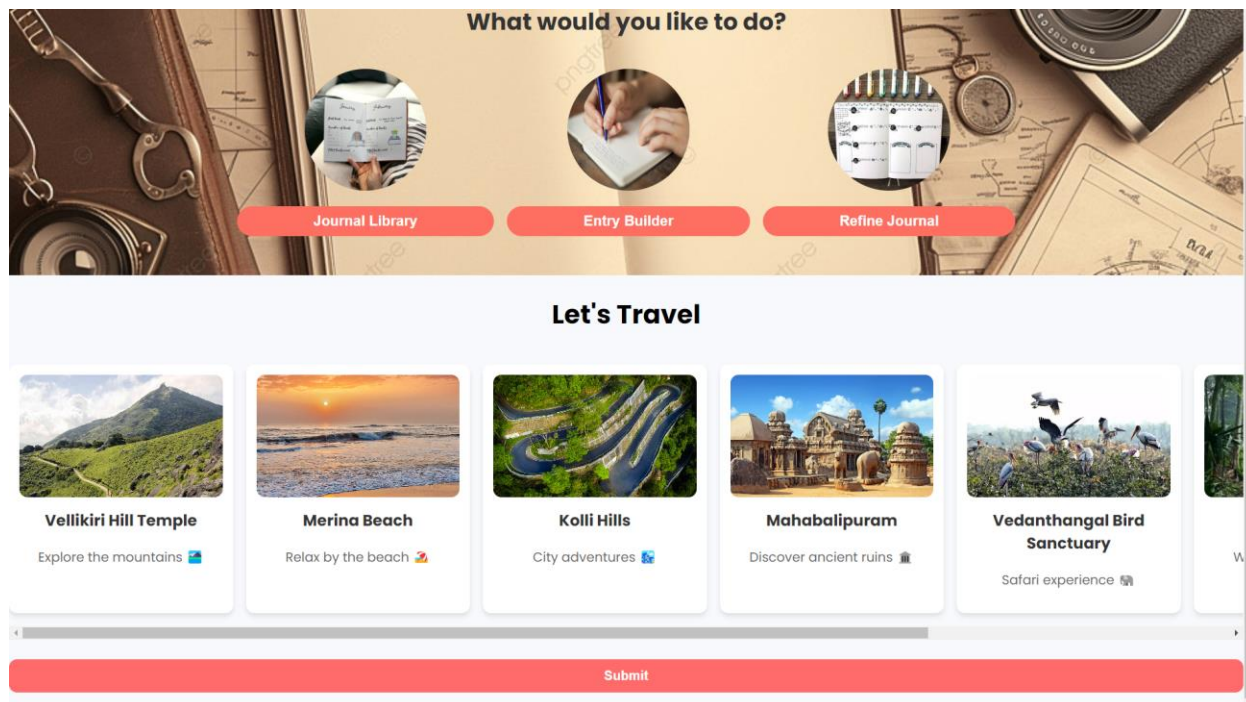 What would you like to do?
pngtree
Journal Library
Entry Builder
Refine Journal
Let's Travel
Vellikiri Hill Temple
Merina Beach
Kolli Hills
Mahabalipuram
Vedanthangal Bird
Sanctuary
Explore the mountains
Relax by the beach
City adventures
Discover ancient ruins
Safari experience
W
Submit